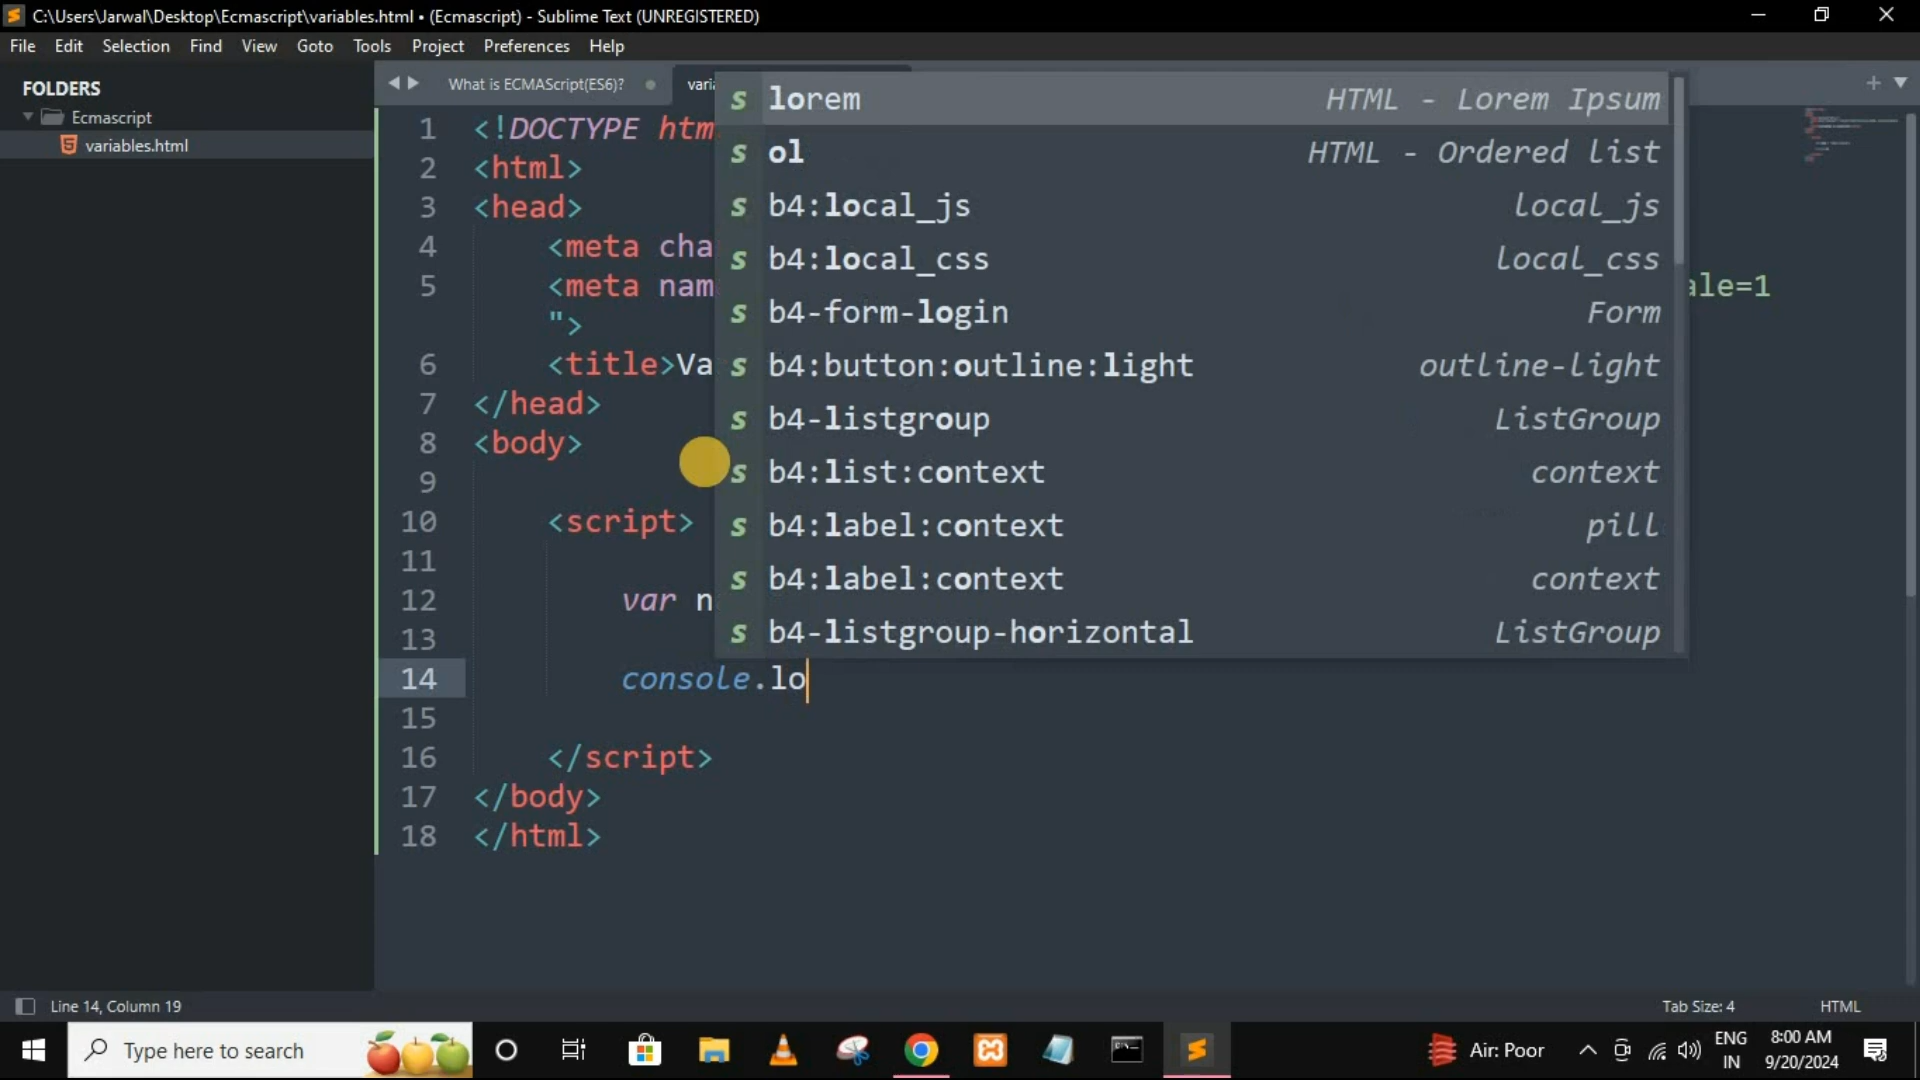 C:\Users\Jarwal\Desktop\Ecmascript\variables.html • (Ecmascript) - Sublime Text (UNREGISTERED)
File Edit Selection Find View Goto Tools Project Preferences Help
FOLDERS
Ecmascript
variables.html
What is ECMAScript(ES6)? vari
lorem HTML - Lorem Ipsum
ol HTML - Ordered list
b4:local_js local_js
b4:local_css local_css
b4-form-login Form
b4:button:outline:light outline-light
b4-listgroup ListGroup
b4:list:context context
b4:label:context pill
b4:label:context context
b4-listgroup-horizontal ListGroup
1 <!DOCTYPE htm
2 <html>
3 <head>
4 <meta cha
5 <meta nam ale=1
">
6 <title>Va
7 </head>
8 <body>
9
10 <script>
11
12 var n
13
14 console.lo
15
16 </script>
17 </body>
18 </html>
Line 14, Column 19 Tab Size: 4 HTML
Type here to search
Air: Poor
ENG
IN
8:00 AM
9/20/2024